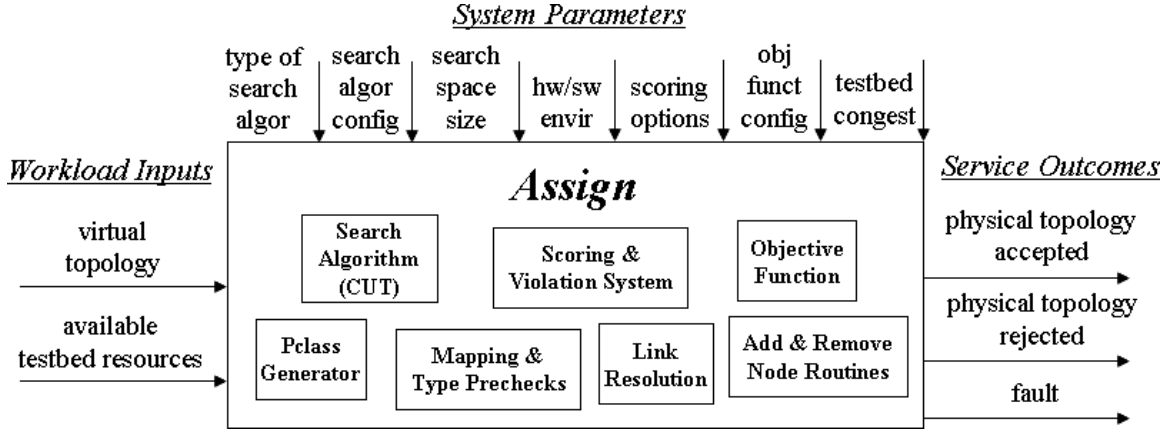 System Parameters
type of
search
algor
search
algor
config
search
space
size
hw/sw
envir
scoring
options
obj
funct
config
testbed
congest
Workload Inputs
virtual
topology
available
testbed resources
Assign
Search
Algorithm
(CUT)
Scoring &
Violation System
Objective
Function
Pclass
Generator
Mapping &
Type Prechecks
Link
Resolution
Add & Remove
Node Routines
Service Outcomes
physical topology
accepted
physical topology
rejected
fault